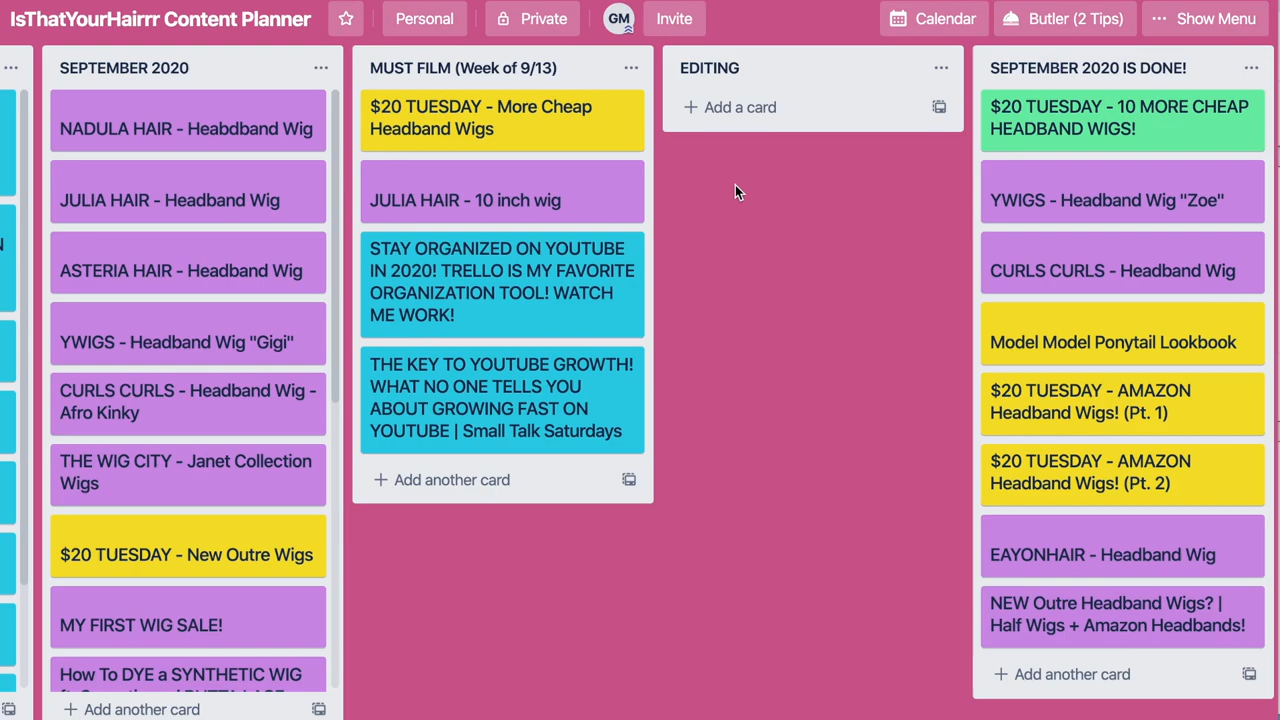 IsThatYourHairrr Content Planner
Personal
Private
GM
Invite
Calendar
Butler (2 Tips)
Show Menu
SEPTEMBER 2020
NADULA HAIR - Heabdband Wig
JULIA HAIR - Headband Wig
ASTERIA HAIR - Headband Wig
YWIGS - Headband Wig "Gigi"
CURLS CURLS - Headband Wig -
Afro Kinky
THE WIG CITY - Janet Collection
Wigs
$20 TUESDAY - New Outre Wigs
MY FIRST WIG SALE!
How To DYE a SYNTHETIC WIG
Add another card
MUST FILM (Week of 9/13)
$20 TUESDAY - More Cheap
Headband Wigs
JULIA HAIR - 10 inch wig
STAY ORGANIZED ON YOUTUBE
IN 2020! TRELLO IS MY FAVORITE
ORGANIZATION TOOL! WATCH
ME WORK!
THE KEY TO YOUTUBE GROWTH!
WHAT NO ONE TELLS YOU
ABOUT GROWING FAST ON
YOUTUBE | Small Talk Saturdays
Add another card
EDITING
Add a card
SEPTEMBER 2020 IS DONE!
$20 TUESDAY - 10 MORE CHEAP
HEADBAND WIGS!
YWIGS - Headband Wig "Zoe"
CURLS CURLS - Headband Wig
Model Model Ponytail Lookbook
$20 TUESDAY - AMAZON
Headband Wigs! (Pt. 1)
$20 TUESDAY - AMAZON
Headband Wigs! (Pt. 2)
EAYONHAIR - Headband Wig
NEW Outre Headband Wigs? |
Half Wigs + Amazon Headbands!
Add another card